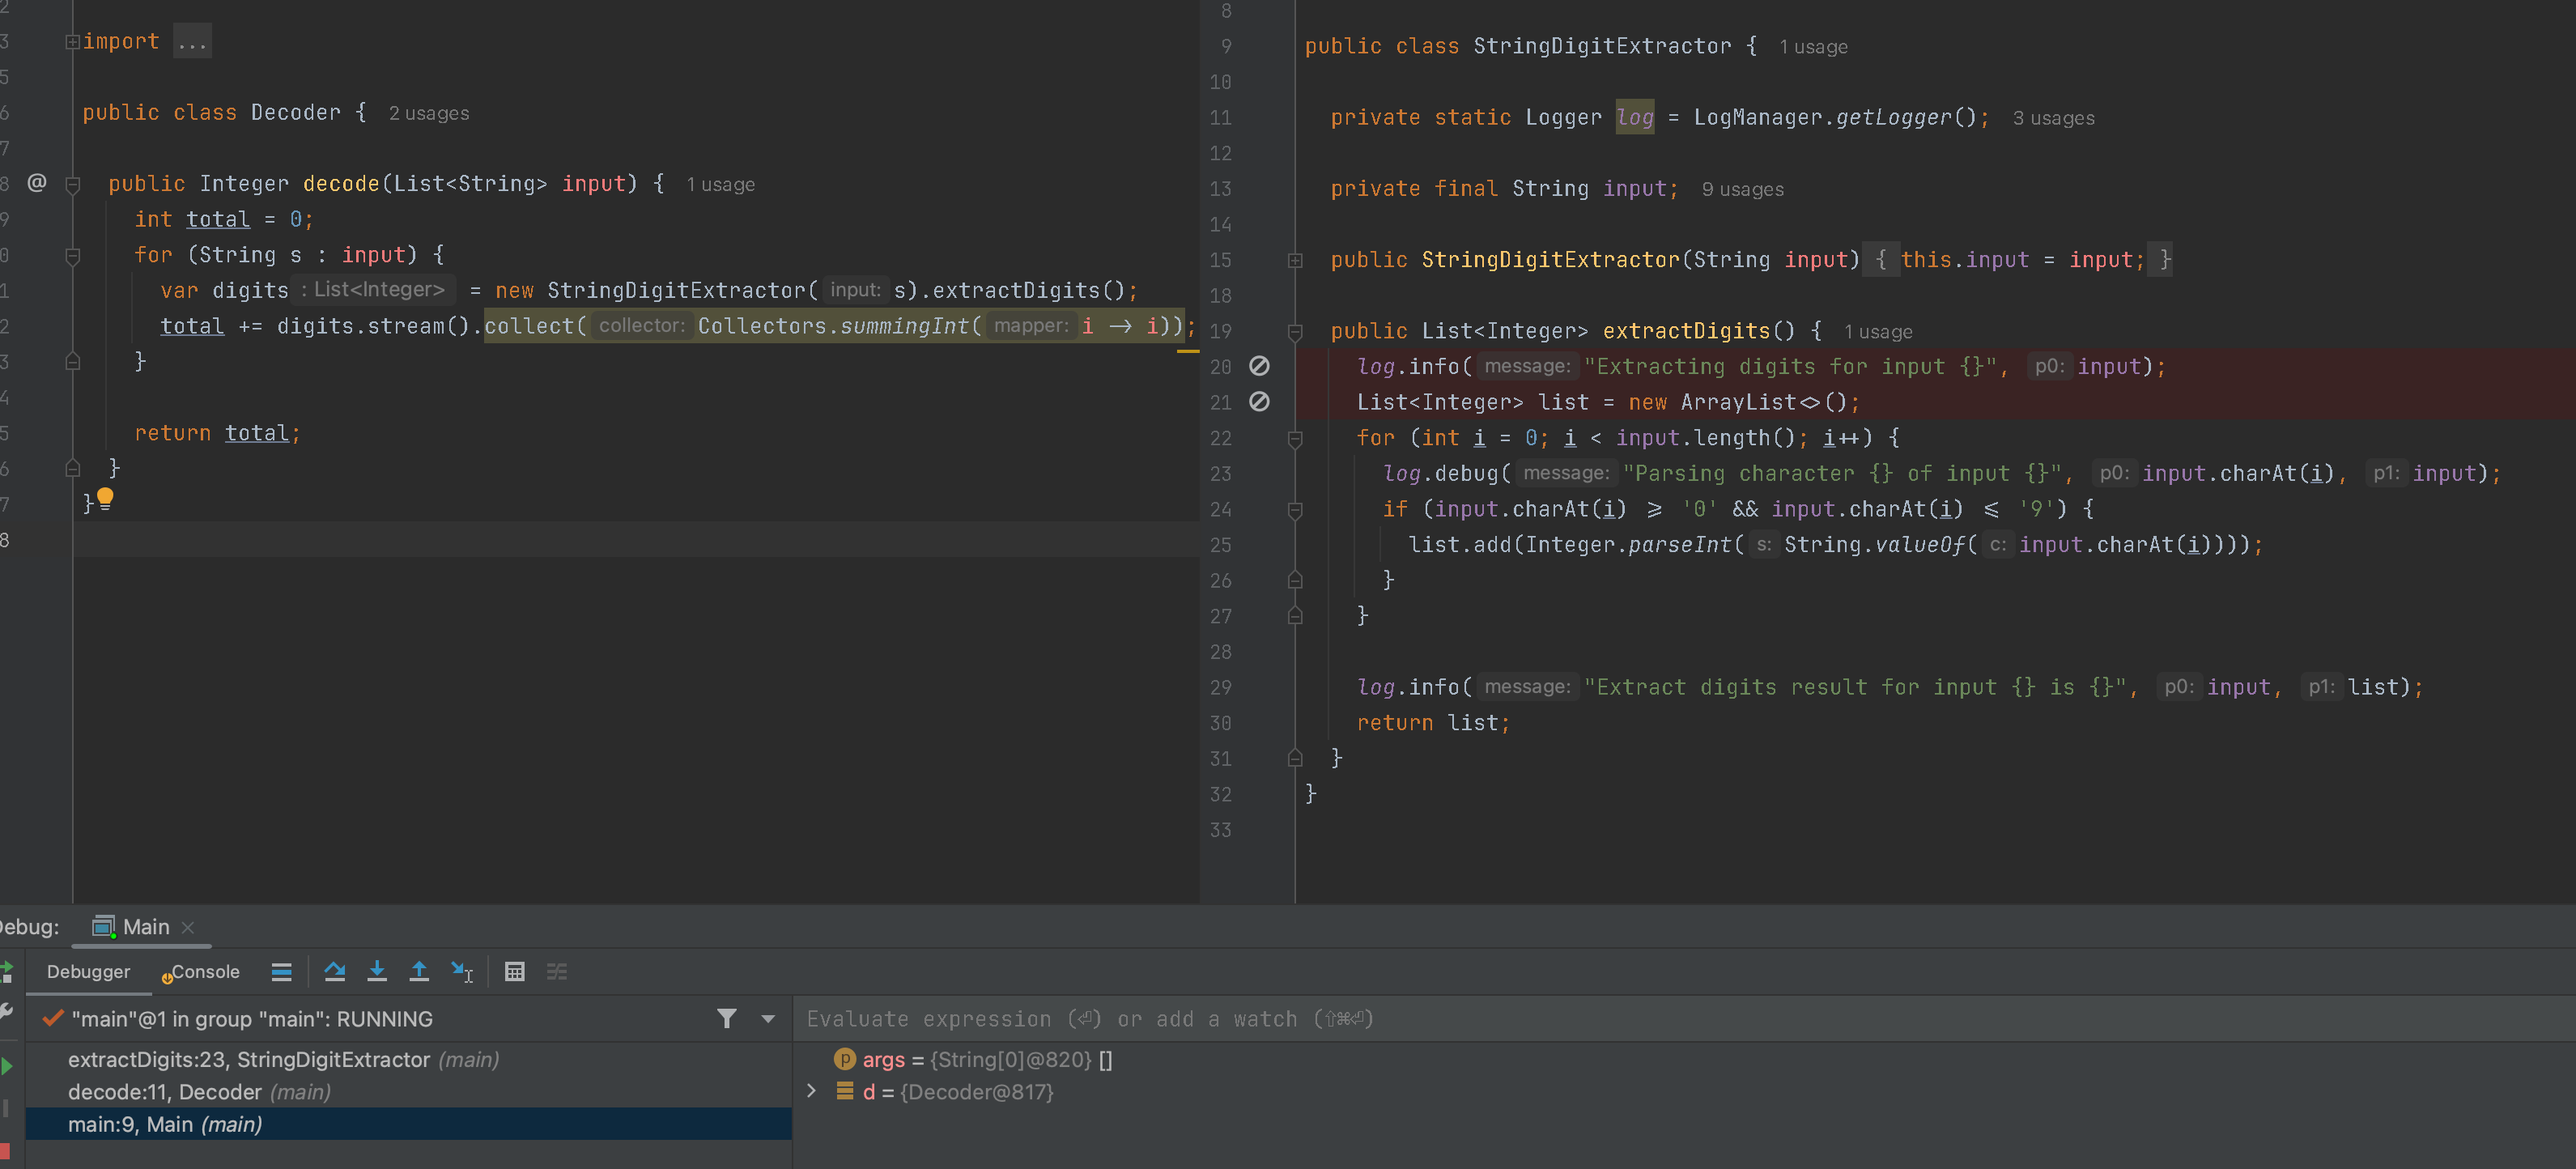 2
3 import ...
5
6 public class Decoder { 2 usages
7
8 @ public Integer decode(List<String> input) { 1 usage
9 int total = 0;
0 for (String s : input) {
1 var digits : List<Integer> = new StringDigitExtractor( input: s).extractDigits();
2 total += digits.stream().collect( collector: Collectors.summingInt( mapper: i → i));
3 }
4
5 return total;
6 }
7 }
8
8
9 public class StringDigitExtractor { 1 usage
10
11 private static Logger log = LogManager.getLogger(); 3 usages
12
13 private final String input; 9 usages
14
15 public StringDigitExtractor(String input) { this.input = input; }
18
19 public List<Integer> extractDigits() { 1 usage
20 log.info( message: "Extracting digits for input {}", p0: input);
21 List<Integer> list = new ArrayList<>();
22 for (int i = 0; i < input.length(); i++) {
23 log.debug( message: "Parsing character {} of input {}", p0: input.charAt(i), p1: input);
24 if (input.charAt(i) ⩾ '0' && input.charAt(i) ⩽ '9') {
25 list.add(Integer.parseInt( s: String.valueOf( c: input.charAt(i))));
26 }
27 }
28
29 log.info( message: "Extract digits result for input {} is {}", p0: input, p1: list);
30 return list;
31 }
32 }
33
ebug: Main ×
Debugger Console
"main"@1 in group "main": RUNNING
extractDigits:23, StringDigitExtractor (main)
decode:11, Decoder (main)
main:9, Main (main)
Evaluate expression (⏎) or add a watch (⇧⌘⏎)
p args = {String[0]@820} []
d = {Decoder@817}